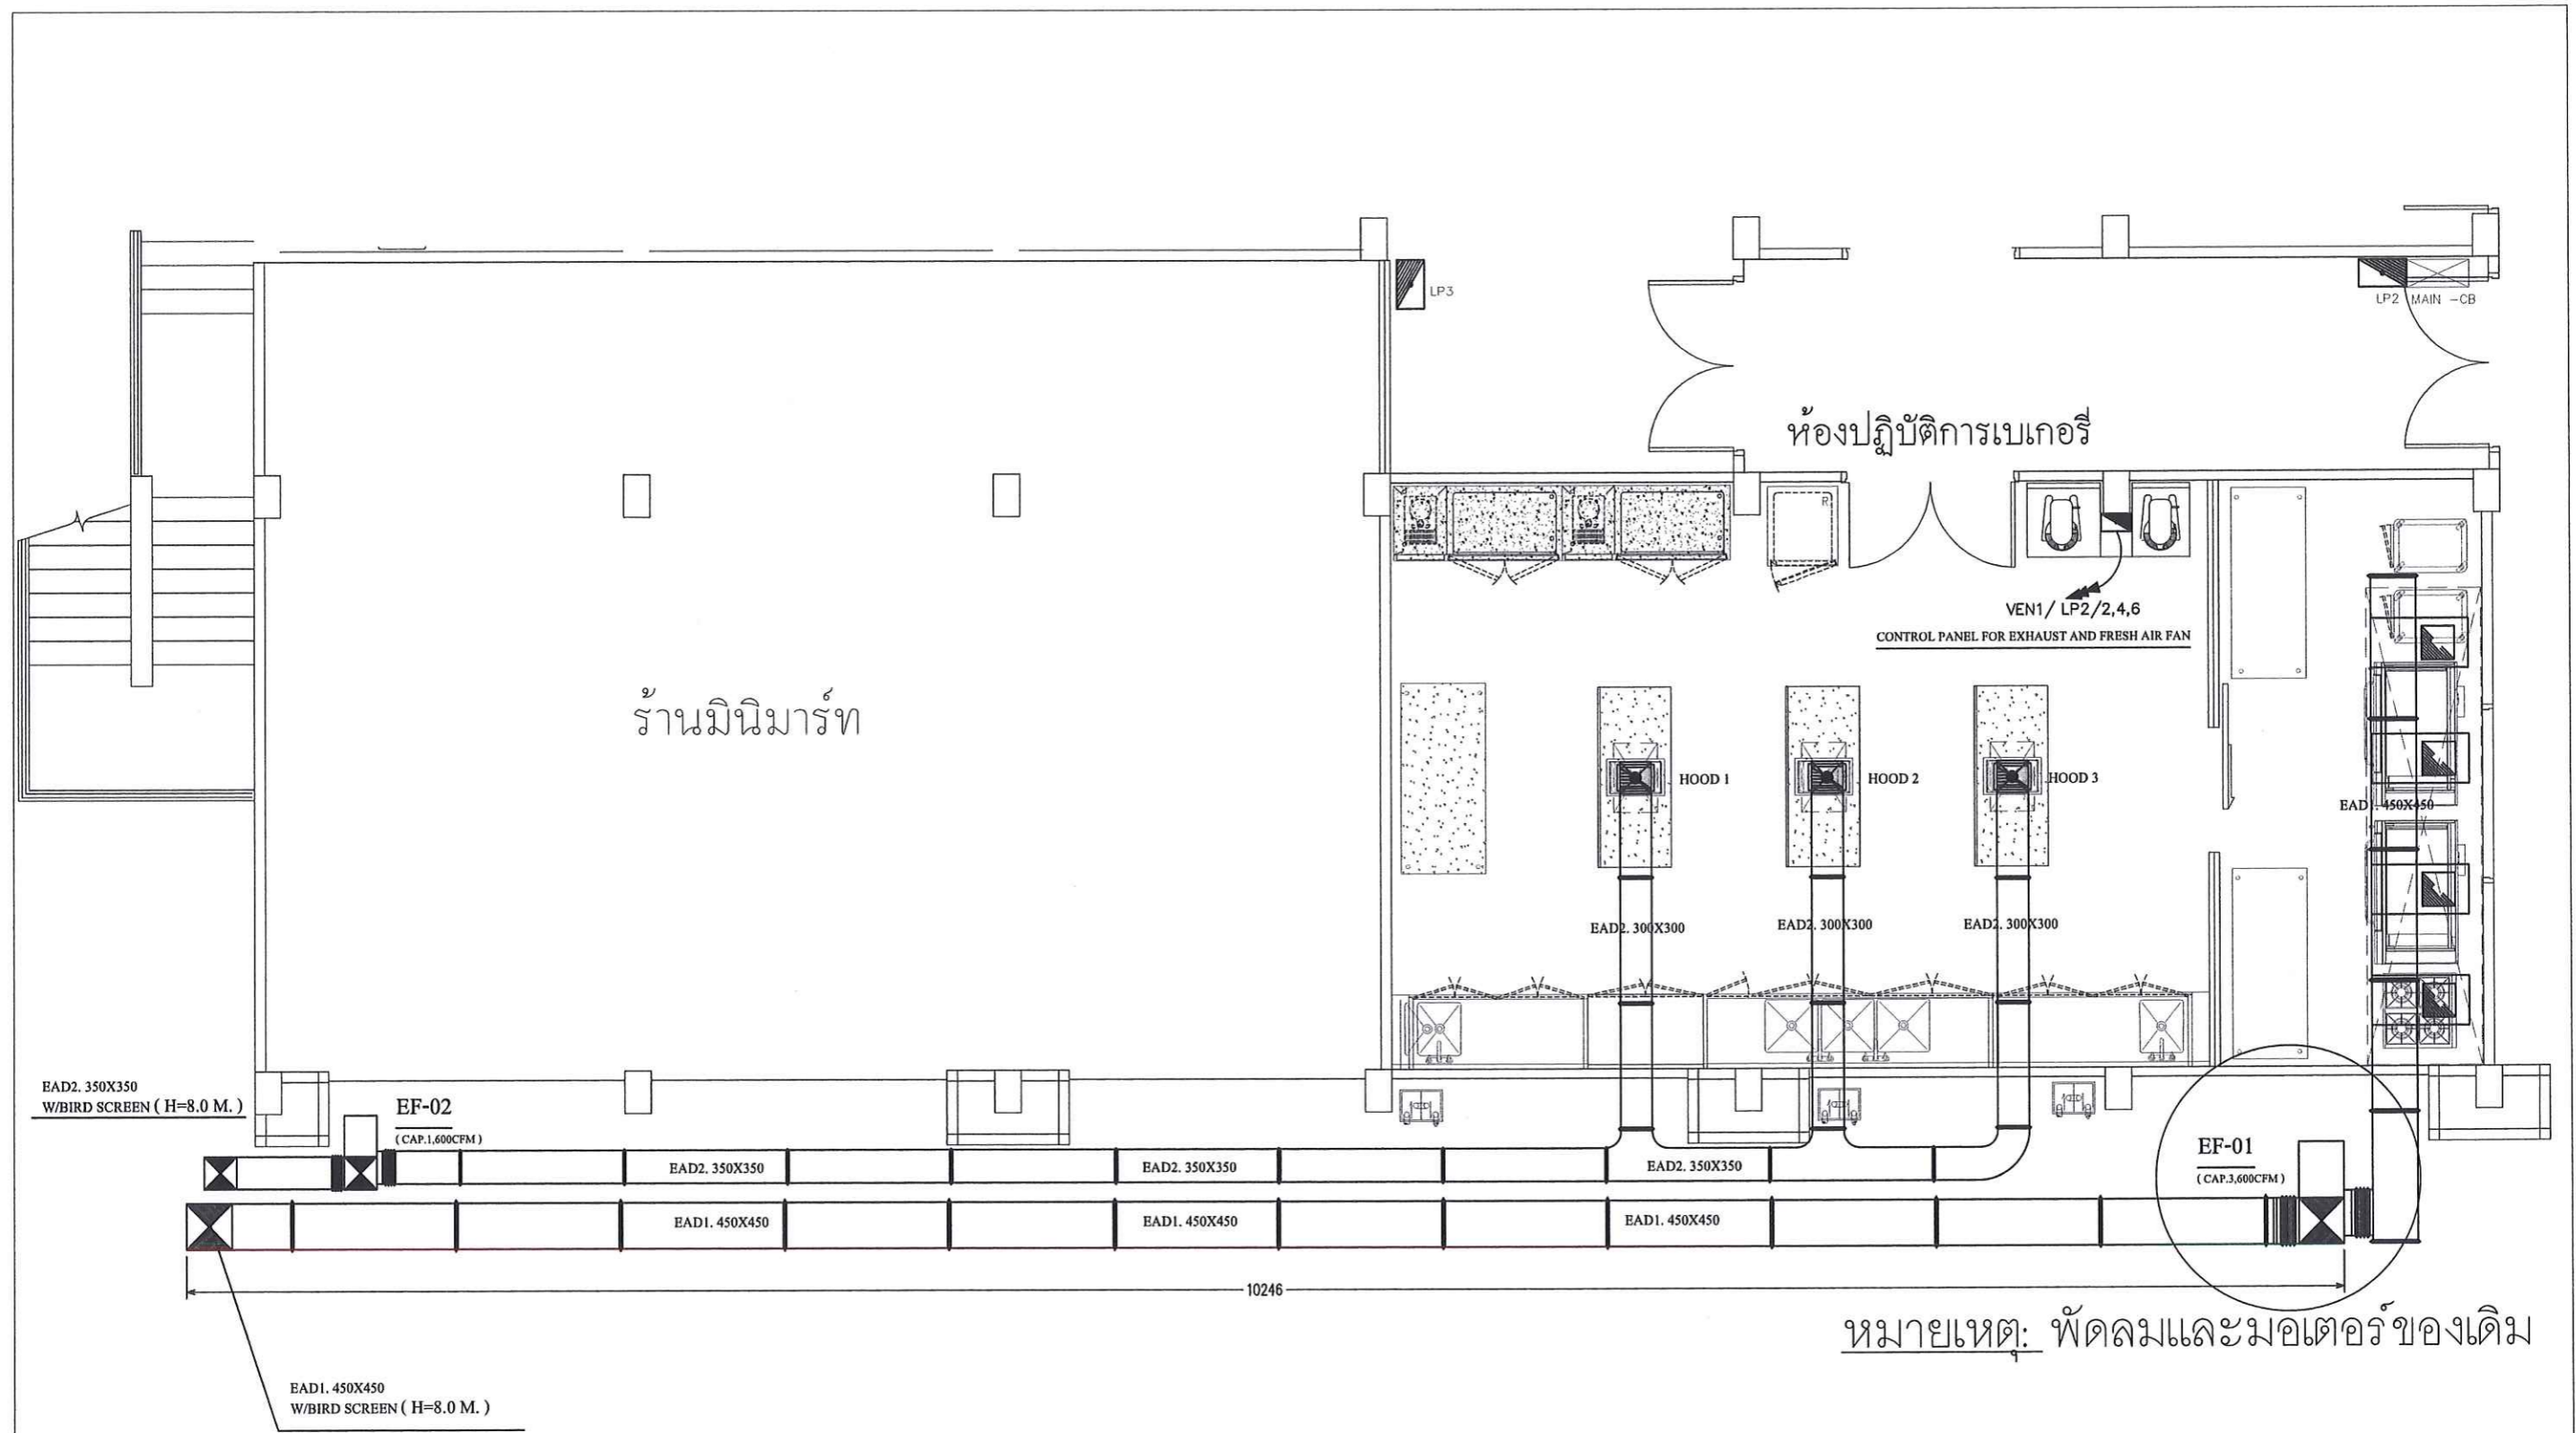 LP3
LP2 MAIN -CB
ห้องปฏิบัติการเบเกอรี่
R
VEN1/ LP2/2,4,6
CONTROL PANEL FOR EXHAUST AND FRESH AIR FAN
ร้านมินิมาร์ท
HOOD 1
HOOD 2
HOOD 3
EAD1. 450X450
EAD2. 300X300
EAD2. 300X300
EAD2. 300X300
EAD2. 350X350
W/BIRD SCREEN ( H=8.0 M. )
EF-02
( CAP.1,600CFM )
EF-01
( CAP.3,600CFM )
EAD2. 350X350
EAD2. 350X350
EAD2. 350X350
EAD1. 450X450
EAD1. 450X450
EAD1. 450X450
10246
หมายเหตุ: พัดลมและมอเตอร์ของเดิม
EAD1. 450X450
W/BIRD SCREEN ( H=8.0 M. )